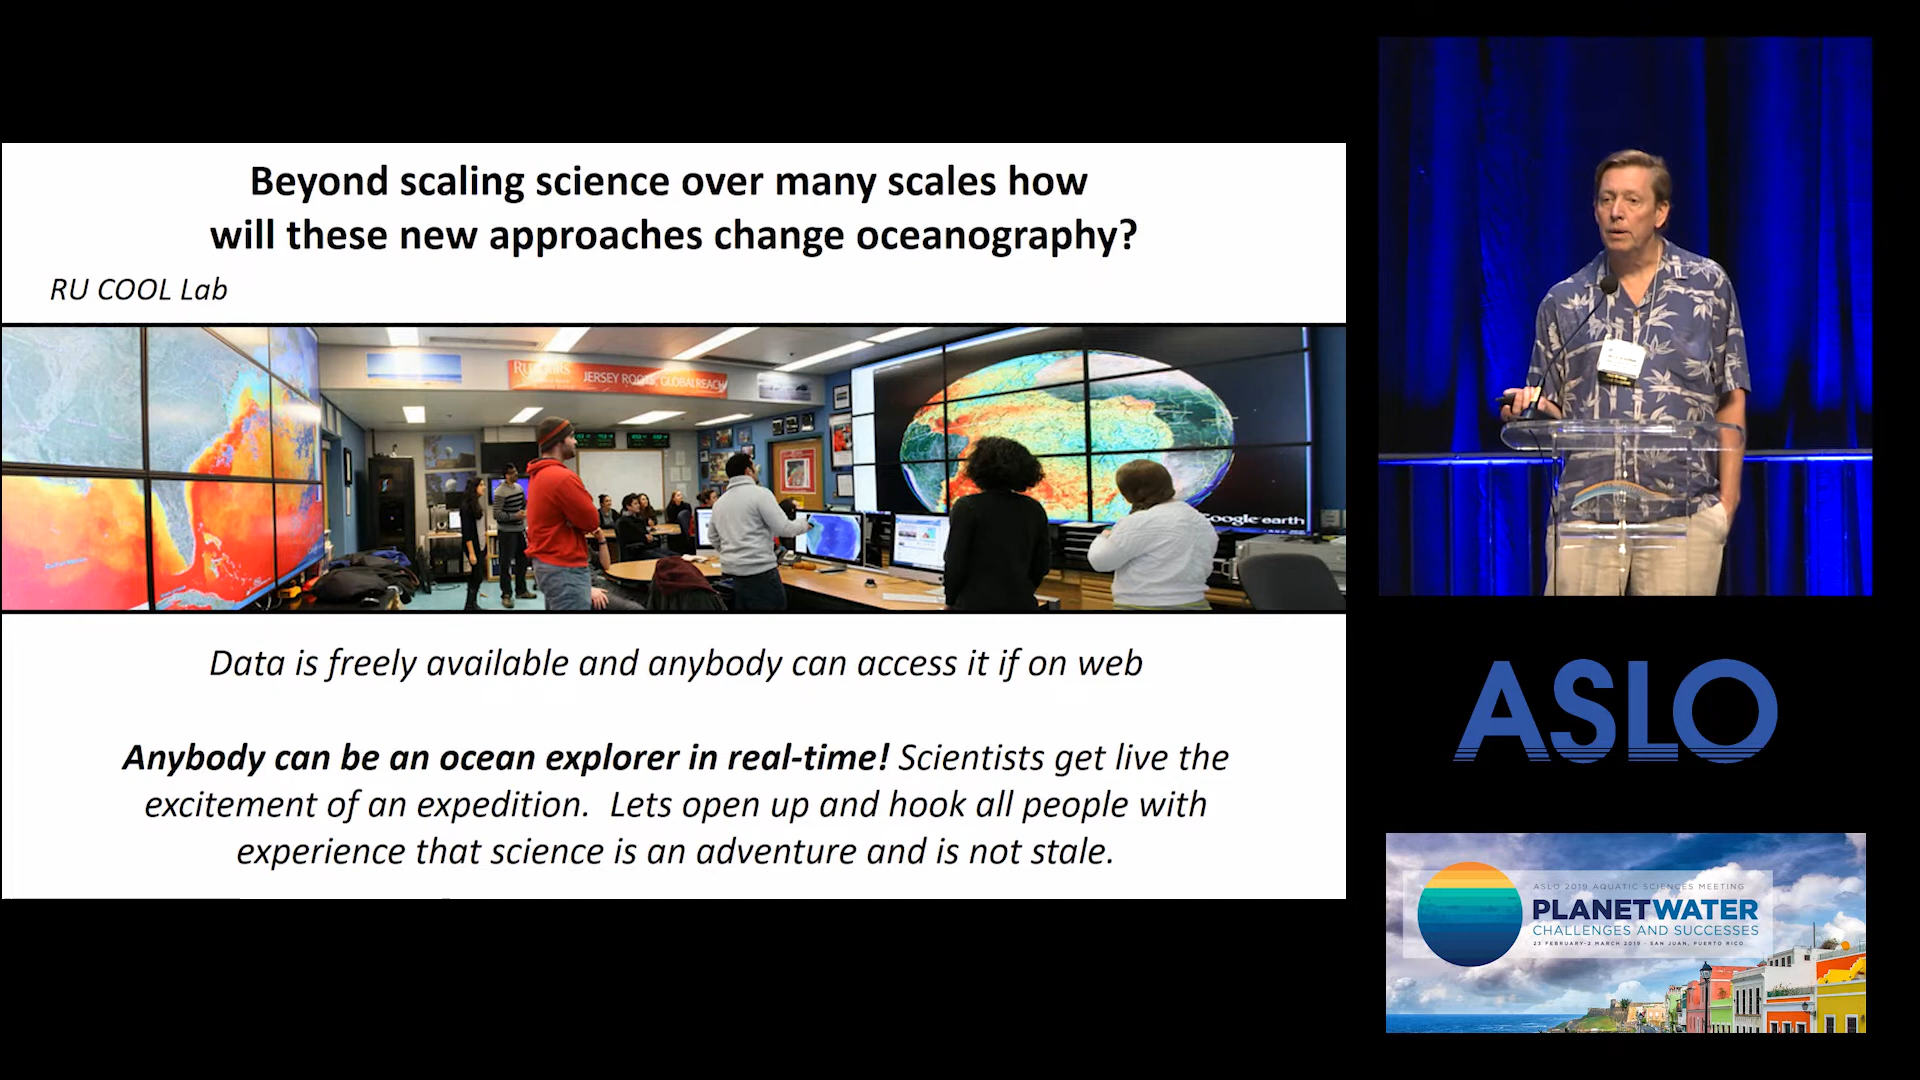 Beyond scaling science over many scales how
will these new approaches change oceanography?
RU COOL Lab
RUTGERS
JERSEY ROOTS, GLOBAL REACH
Google earth
Data is freely available and anybody can access it if on web
Anybody can be an ocean explorer in real-time! Scientists get live the
excitement of an expedition.  Lets open up and hook all people with
experience that science is an adventure and is not stale.
ASLO
ASLO 2019 AQUATIC SCIENCES MEETING
PLANETWATER
CHALLENGES AND SUCCESSES
23 FEBRUARY-2 MARCH 2019 · SAN JUAN, PUERTO RICO